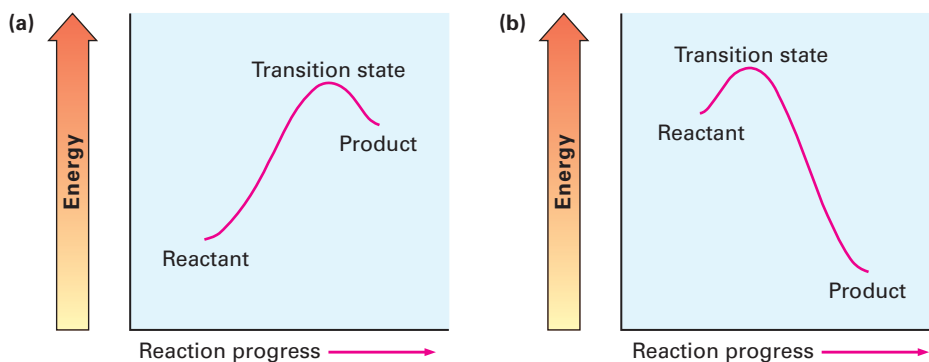 (a)
Energy
Transition state
Product
Reactant
Reaction progress
(b)
Energy
Transition state
Reactant
Product
Reaction progress